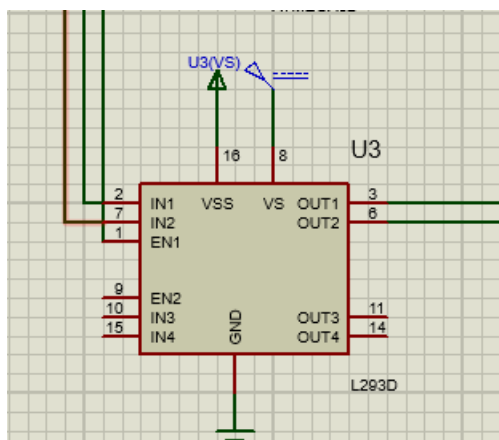 U3(VS)
16
8
U3
2
IN1
VSS
VS
OUT1
3
7
IN2
OUT2
6
1
EN1
9
EN2
10
IN3
GND
OUT3
11
15
IN4
OUT4
14
L293D